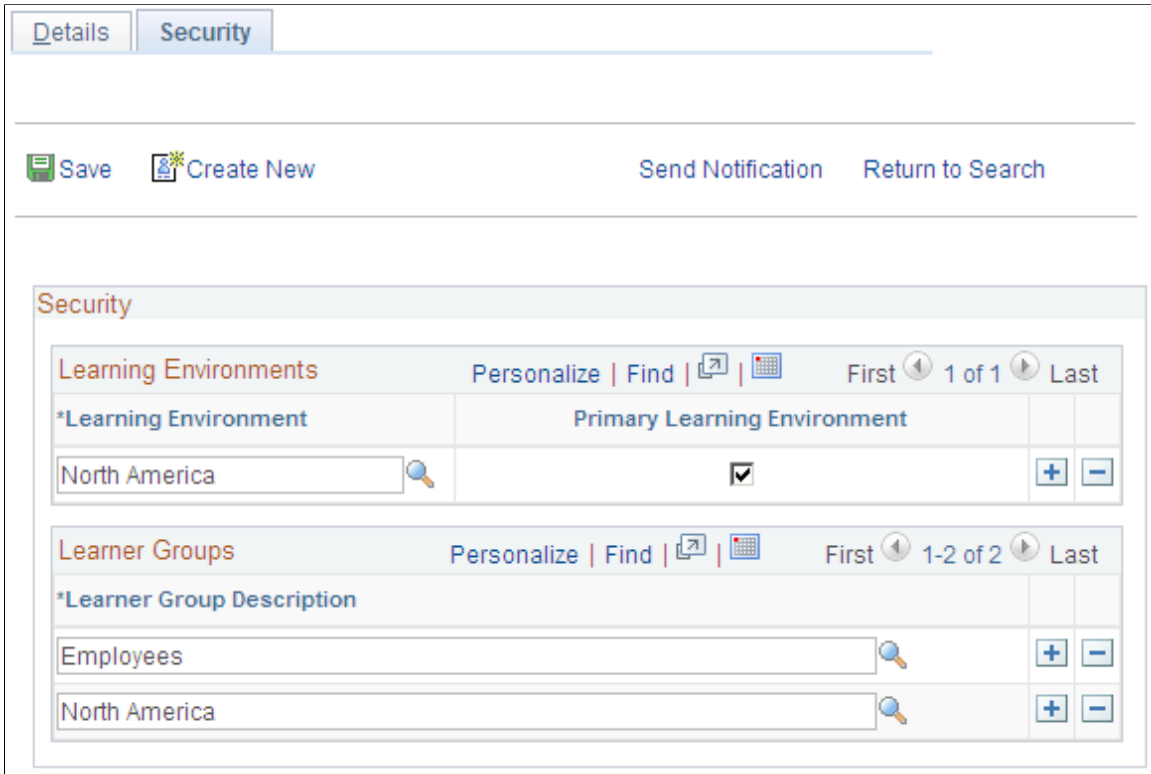 Details Security
Save Create New Send Notification Return to Search
Security
Learning Environments Personalize | Find | | First 1 of 1 Last
*Learning Environment Primary Learning Environment
North America
Learner Groups Personalize | Find | | First 1-2 of 2 Last
*Learner Group Description
Employees
North America